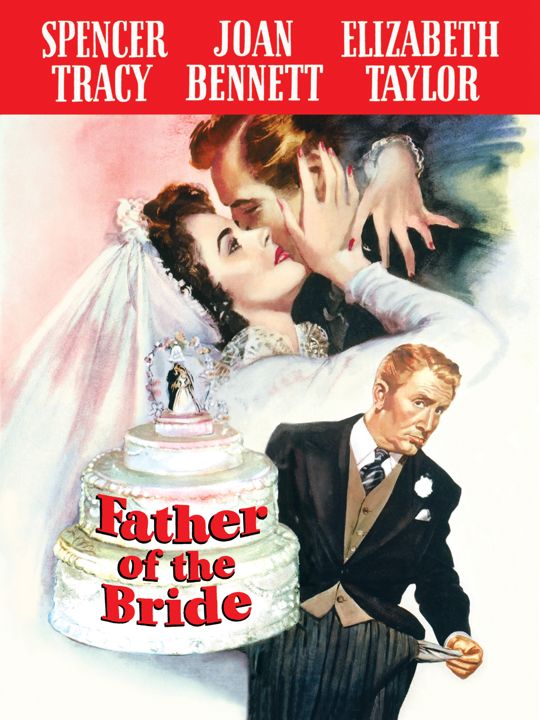 SPENCER JOAN ELIZABETH
TRACY BENNETT TAYLOR
Father
of the
Bride